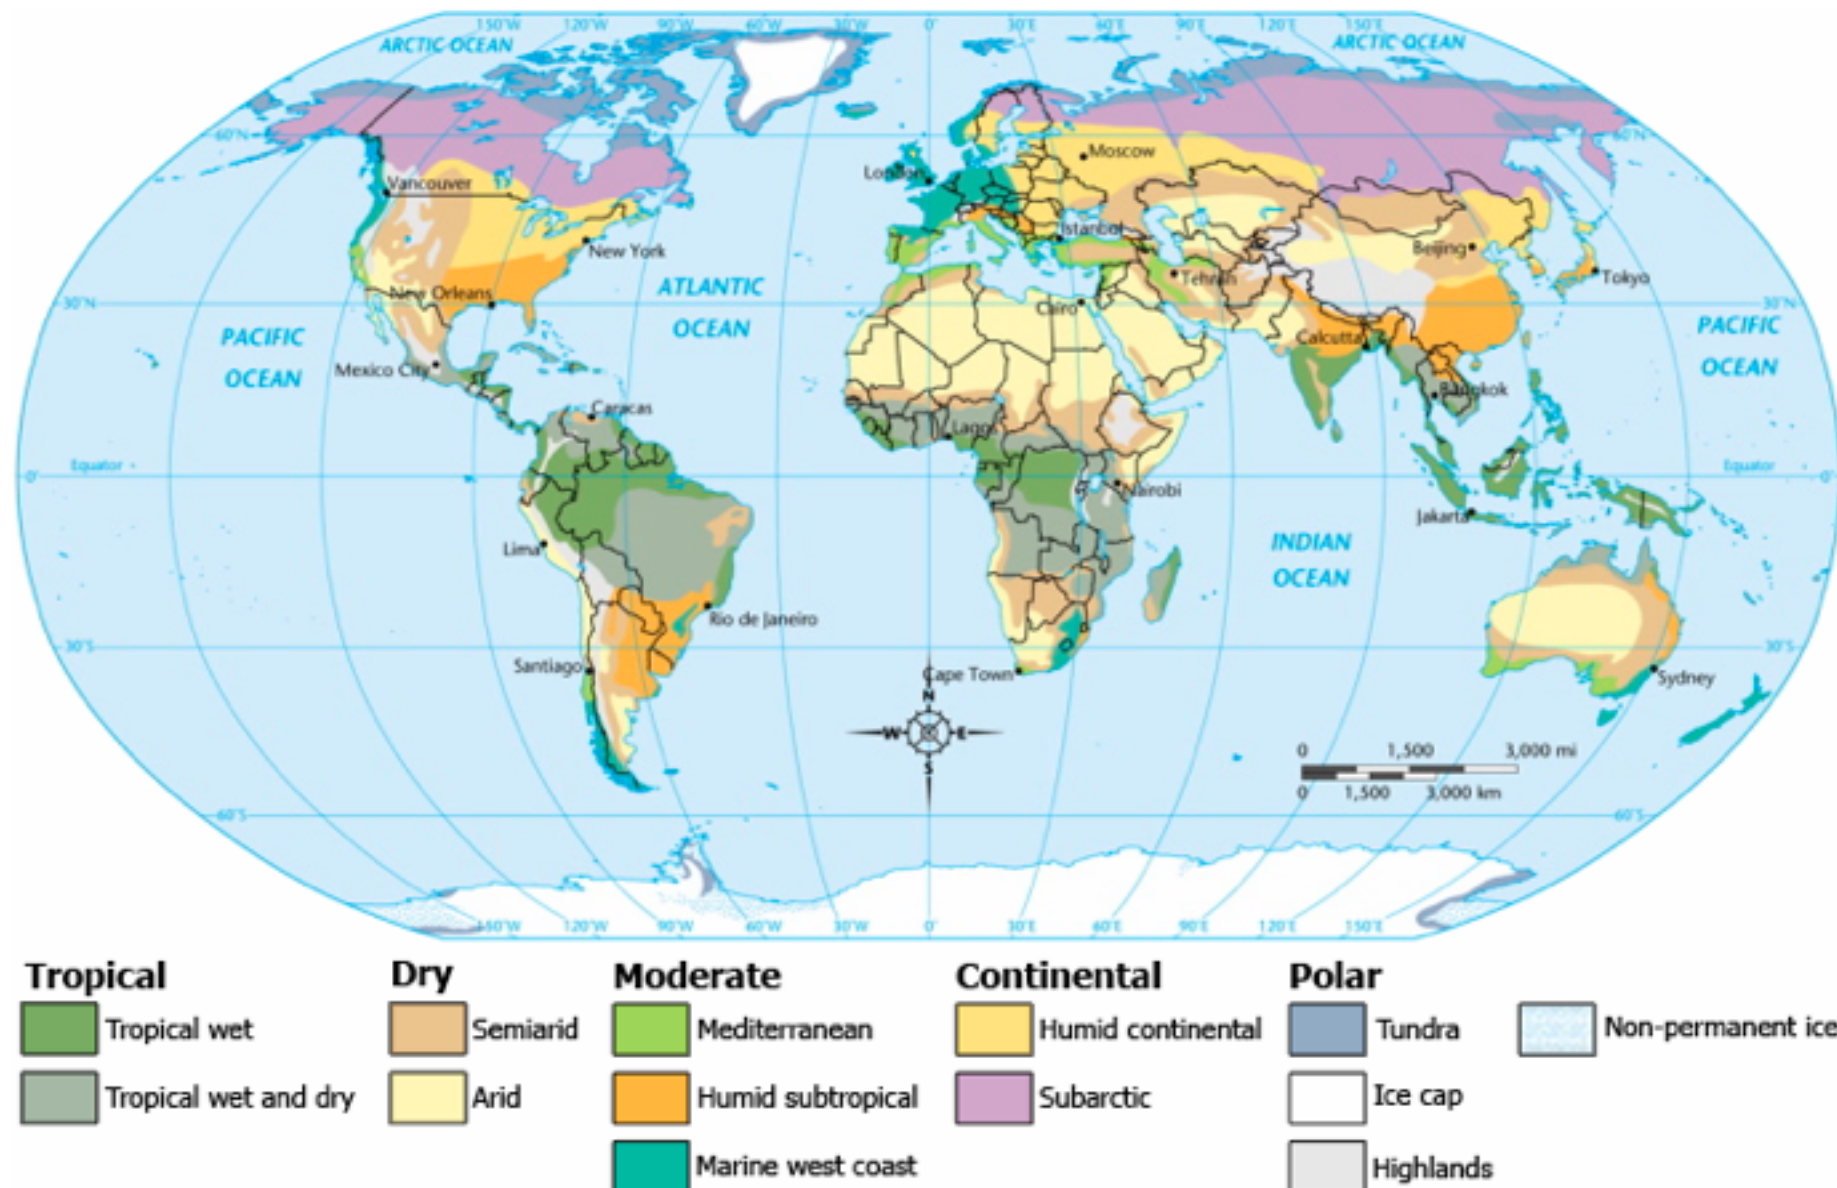 150°W 120°W 90°W 60°W 30°W 0° 30°E 60°E 90°E 120°E 150°E
ARCTIC OCEAN
ARCTIC OCEAN
60°N
60°N
Moscow
London
Vancouver
Istanbul
New York
Beijing
Tehran
Tokyo
New Orleans
ATLANTIC
OCEAN
30°N
30°N
Cairo
PACIFIC
OCEAN
PACIFIC
OCEAN
Calcutta
Mexico City
Bangkok
Caracas
Lagos
Equator
Equator
0°
0°
Nairobi
Jakarta
Lima
INDIAN
OCEAN
Rio de Janeiro
30°S
30°S
Santiago
Cape Town
Sydney
N
W E
S
0 1,500 3,000 mi
0 1,500 3,000 km
60°S
60°S
150°W 120°W 90°W 60°W 30°W 0° 30°E 60°E 90°E 120°E 150°E
Tropical
Tropical wet
Tropical wet and dry
Dry
Semiarid
Arid
Moderate
Mediterranean
Humid subtropical
Marine west coast
Continental
Humid continental
Subarctic
Polar
Tundra
Ice cap
Highlands
Non-permanent ice